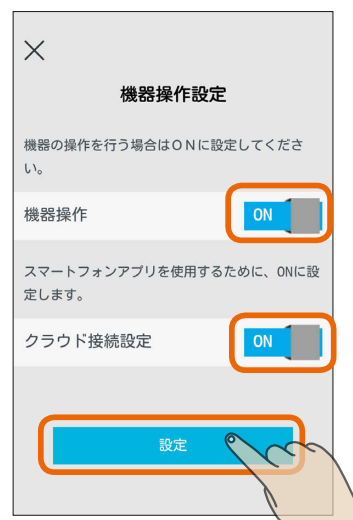 機器操作設定
機器の操作を行う場合はＯＮに設定してくださ
い。
機器操作
ON
スマートフォンアプリを使用するために、ONに設
定します。
クラウド接続設定
ON
設定